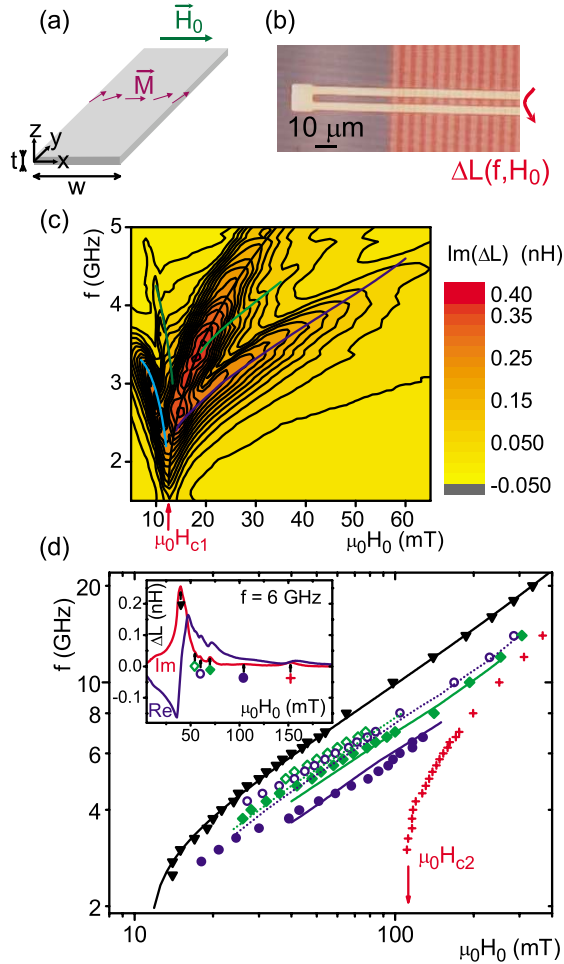 (a)
H₀
M
z
y
t
x
w
(b)
10 μm
ΔL(f,H₀)
(c)
f (GHz)
5
4
3
2
10 20 30 40 50 60
μ₀Hc1
μ₀H₀ (mT)
Im(ΔL) (nH)
0.40
0.35
0.25
0.15
0.050
-0.050
(d)
f (GHz)
20
10
8
6
4
2
ΔL (nH)
0.2
0.1
0.0
-0.1
Im
Re
f = 6 GHz
μ₀H₀ (mT)
50 100 150
μ₀Hc2
10 100
μ₀H₀ (mT)